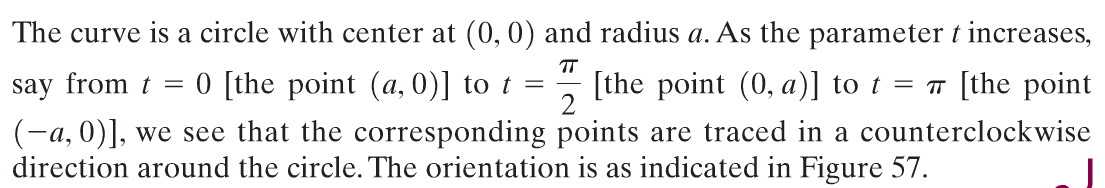 The curve is a circle with center at (0, 0) and radius a. As the parameter t increases,
say from t = 0 [the point (a, 0)] to t = π/2 [the point (0, a)] to t = π [the point
(−a, 0)], we see that the corresponding points are traced in a counterclockwise
direction around the circle. The orientation is as indicated in Figure 57.